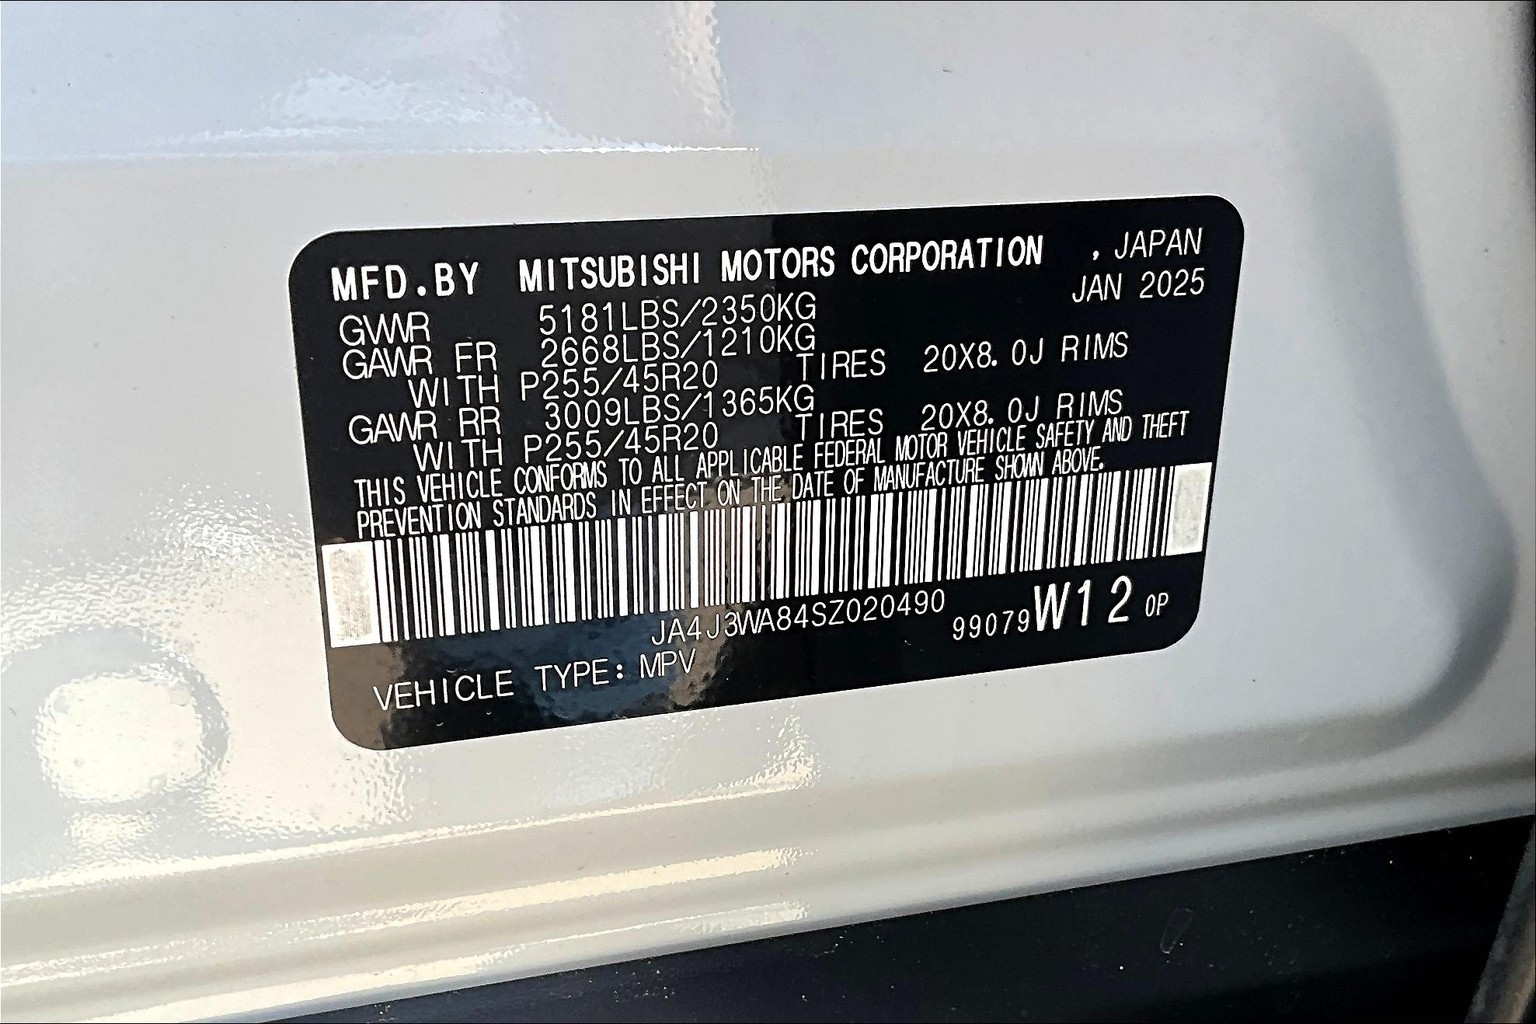 MFD.BY MITSUBISHI MOTORS CORPORATION , JAPAN
JAN 2025
GVWR 5181LBS/2350KG
GAWR FR 2668LBS/1210KG
WITH P255/45R20 TIRES 20X8.0J RIMS
GAWR RR 3009LBS/1365KG
WITH P255/45R20 TIRES 20X8.0J RIMS
THIS VEHICLE CONFORMS TO ALL APPLICABLE FEDERAL MOTOR VEHICLE SAFETY AND THEFT
PREVENTION STANDARDS IN EFFECT ON THE DATE OF MANUFACTURE SHOWN ABOVE.
JA4J3WA84SZ020490
99079 W12 0P
VEHICLE TYPE: MPV